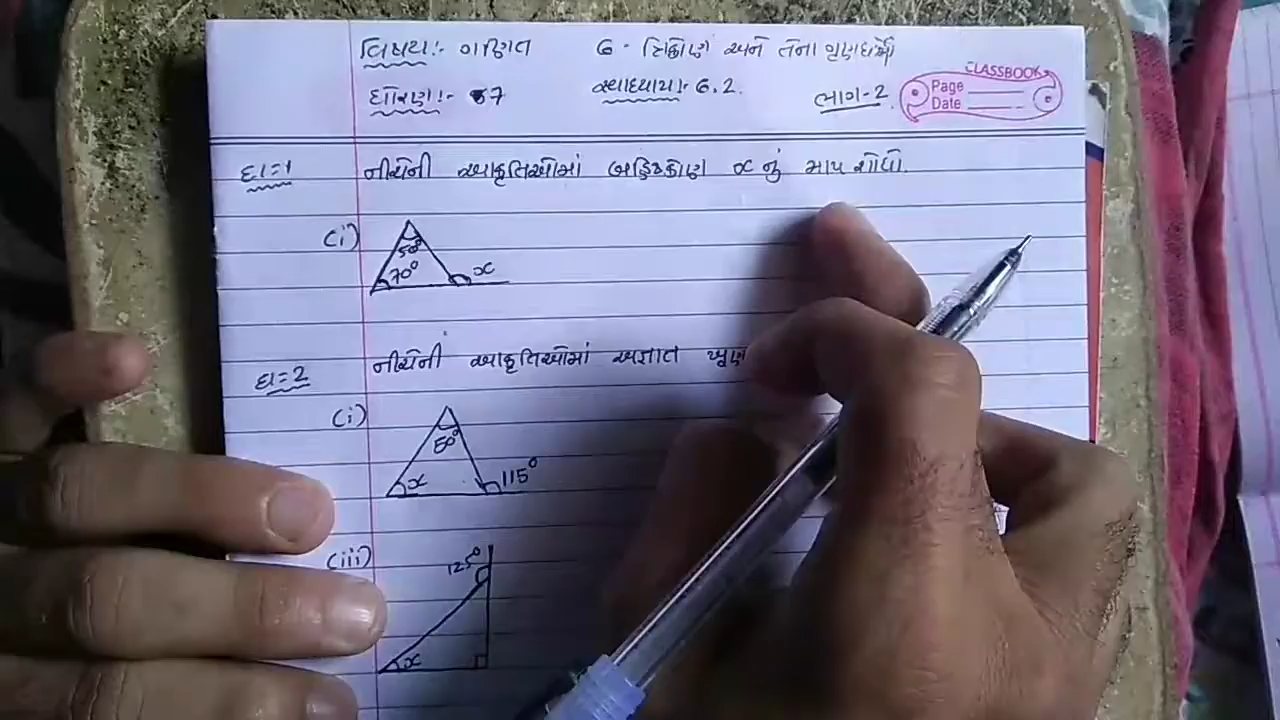 વિષય:- ગણિત
6 - ત્રિકોણ અને તેના ગુણધર્મો
ધોરણ:- 7
સ્વાધ્યાય:- 6.2.
ભાગ-2.
CLASSBOOK
Page
Date
દા=1 નીચેની આકૃતિઓમાં બહિષ્કોણ x નું માપ શોધો.
(i)
50°
70° x
દા=2 નીચેની આકૃતિઓમાં અજ્ઞાત
(i)
50°
x 115°
(iii)
125°
x